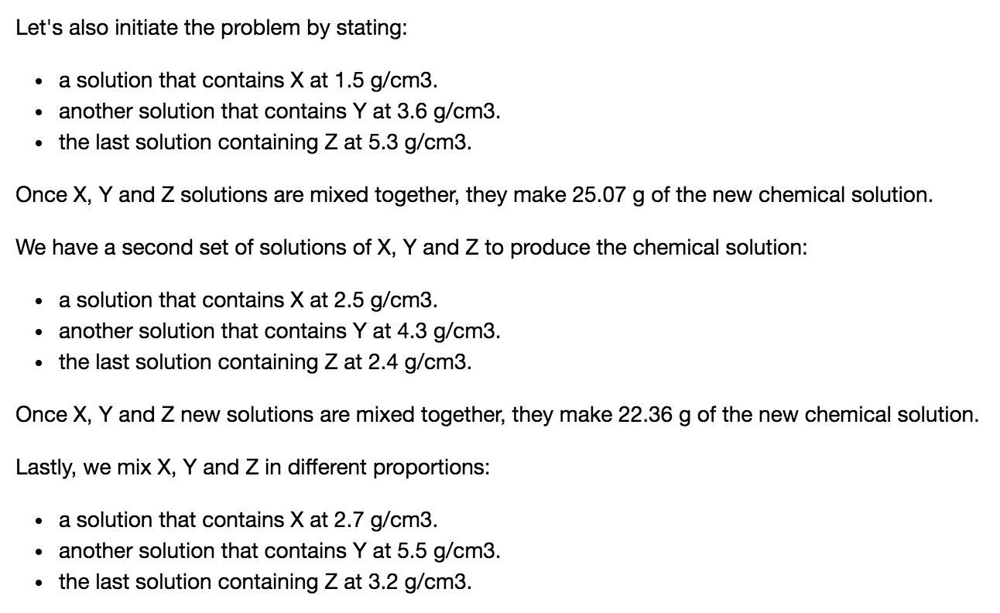 Let's also initiate the problem by stating:
• a solution that contains X at 1.5 g/cm3.
• another solution that contains Y at 3.6 g/cm3.
• the last solution containing Z at 5.3 g/cm3.
Once X, Y and Z solutions are mixed together, they make 25.07 g of the new chemical solution.
We have a second set of solutions of X, Y and Z to produce the chemical solution:
• a solution that contains X at 2.5 g/cm3.
• another solution that contains Y at 4.3 g/cm3.
• the last solution containing Z at 2.4 g/cm3.
Once X, Y and Z new solutions are mixed together, they make 22.36 g of the new chemical solution.
Lastly, we mix X, Y and Z in different proportions:
• a solution that contains X at 2.7 g/cm3.
• another solution that contains Y at 5.5 g/cm3.
• the last solution containing Z at 3.2 g/cm3.